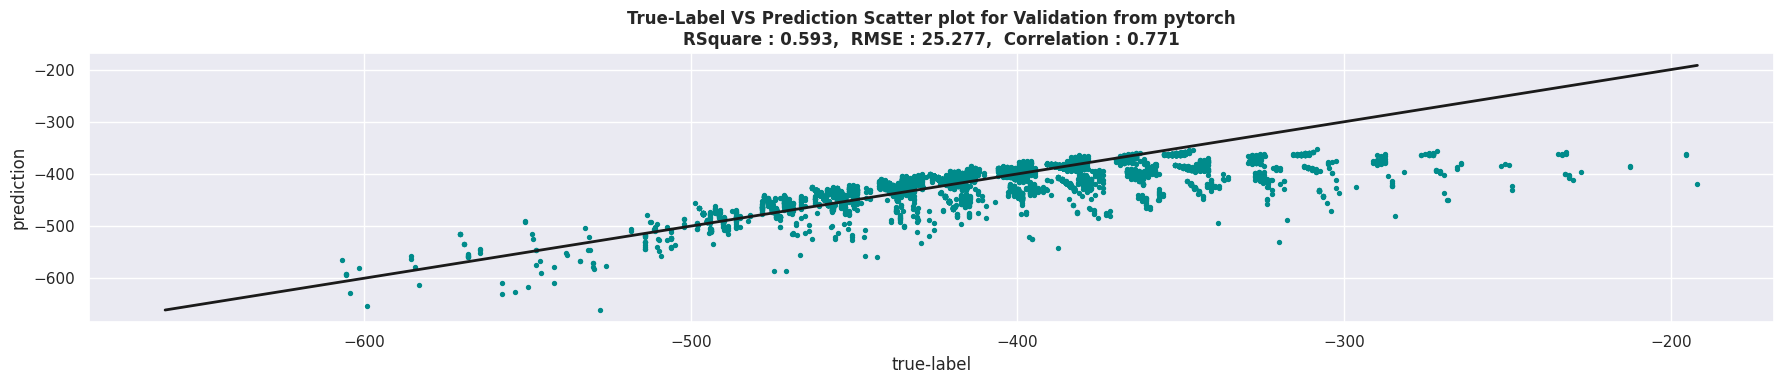 True-Label VS Prediction Scatter plot for Validation from pytorch
RSquare : 0.593,  RMSE : 25.277,  Correlation : 0.771
−200
−300
−400
−500
−600
prediction
−600
−500
−400
−300
−200
true-label